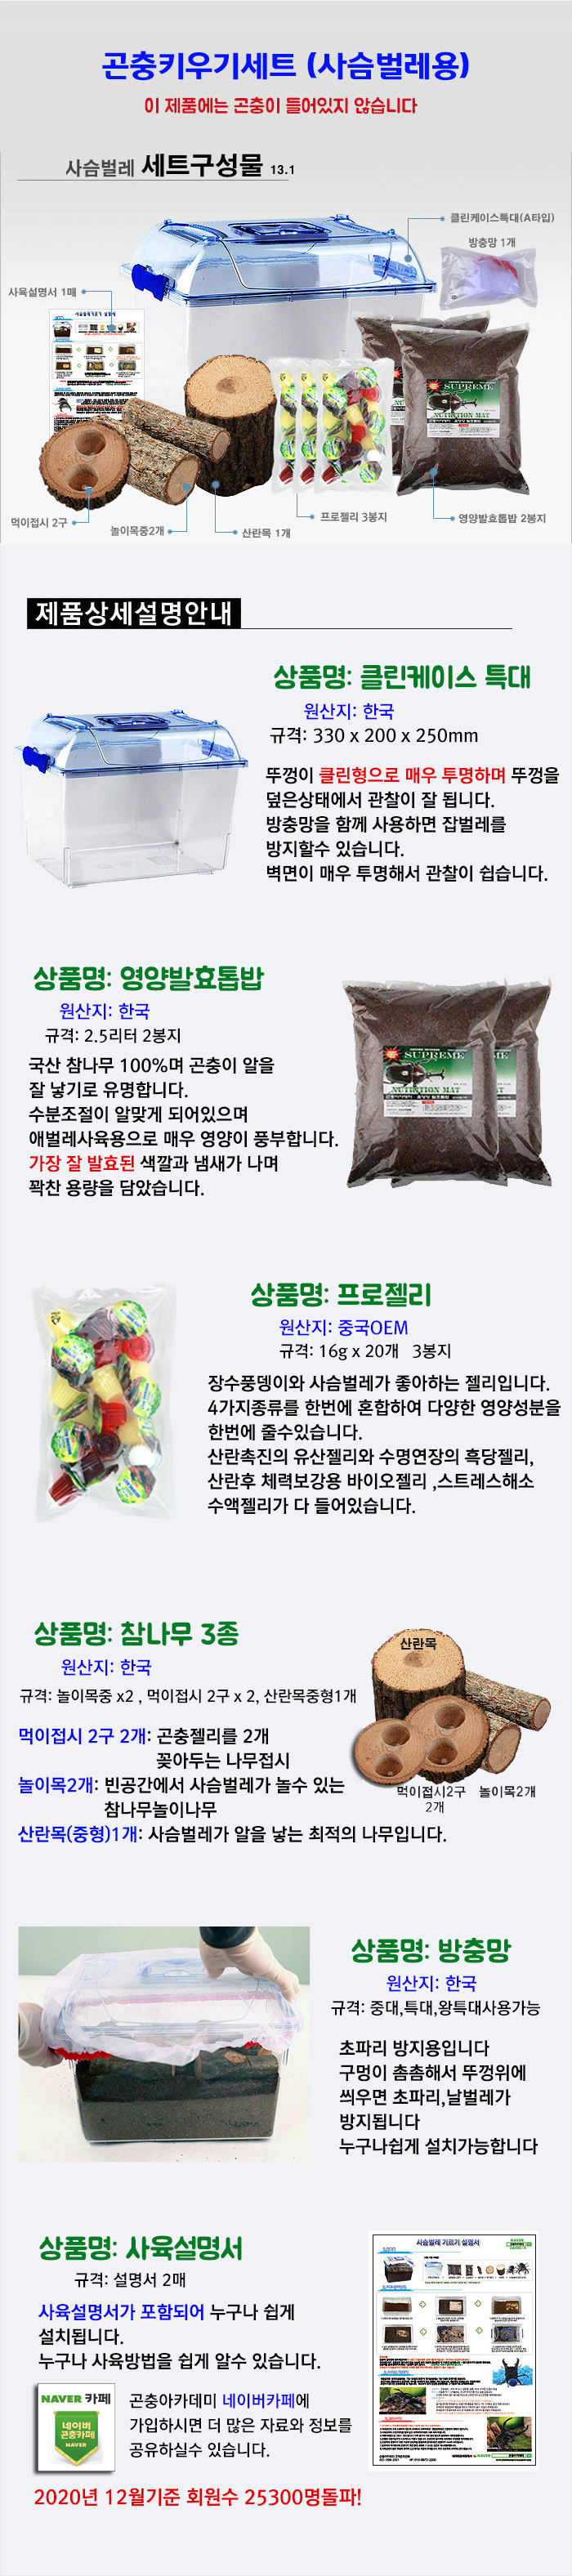 곤충키우기세트 (사슴벌레용)
이 제품에는 곤충이 들어있지 않습니다
사슴벌레 세트구성물 13.1
클린케이스특대(A타입)
방충망 1개
사육설명서 1매
SUPREME
NUTRITION MAT
먹이접시 2구
놀이목중2개
산란목 1개
프로젤리 3봉지
영양발효톱밥 2봉지
제품상세설명안내
상품명: 클린케이스 특대
원산지: 한국
규격: 330 x 200 x 250mm
뚜껑이 클린형으로 매우 투명하며 뚜껑을
덮은상태에서 관찰이 잘 됩니다.
방충망을 함께 사용하면 잡벌레를
방지할수 있습니다.
벽면이 매우 투명해서 관찰이 쉽습니다.
상품명: 영양발효톱밥
원산지: 한국
규격: 2.5리터 2봉지
국산 참나무 100%며 곤충이 알을
잘 낳기로 유명합니다.
수분조절이 알맞게 되어있으며
애벌레사육용으로 매우 영양이 풍부합니다.
가장 잘 발효된 색깔과 냄새가 나며
꽉찬 용량을 담았습니다.
SUPREME
NUTRITION MAT
상품명: 프로젤리
원산지: 중국OEM
규격: 16g x 20개 3봉지
장수풍뎅이와 사슴벌레가 좋아하는 젤리입니다.
4가지종류를 한번에 혼합하여 다양한 영양성분을
한번에 줄수있습니다.
산란촉진의 유산젤리와 수명연장의 흑당젤리,
산란후 체력보강용 바이오젤리 ,스트레스해소
수액젤리가 다 들어있습니다.
상품명: 참나무 3종
원산지: 한국
규격: 놀이목중 x2 , 먹이접시 2구 x 2, 산란목중형1개
먹이접시 2구 2개: 곤충젤리를 2개
꽂아두는 나무접시
놀이목2개: 빈공간에서 사슴벌레가 놀수 있는
참나무놀이나무
산란목(중형)1개: 사슴벌레가 알을 낳는 최적의 나무입니다.
산란목
먹이접시2구
2개
놀이목2개
상품명: 방충망
원산지: 한국
규격: 중대,특대,왕특대사용가능
초파리 방지용입니다
구멍이 촘촘해서 뚜껑위에
씌우면 초파리,날벌레가
방지됩니다
누구나쉽게 설치가능합니다
상품명: 사육설명서
규격: 설명서 2매
사육설명서가 포함되어 누구나 쉽게
설치됩니다.
누구나 사육방법을 쉽게 알수 있습니다.
사슴벌레 기르기 설명서
NAVER 카페
네이버
곤충카페
NAVER
곤충아카데미 네이버카페에
가입하시면 더 많은 자료와 정보를
공유하실수 있습니다.
2020년 12월기준 회원수 25300명돌파!